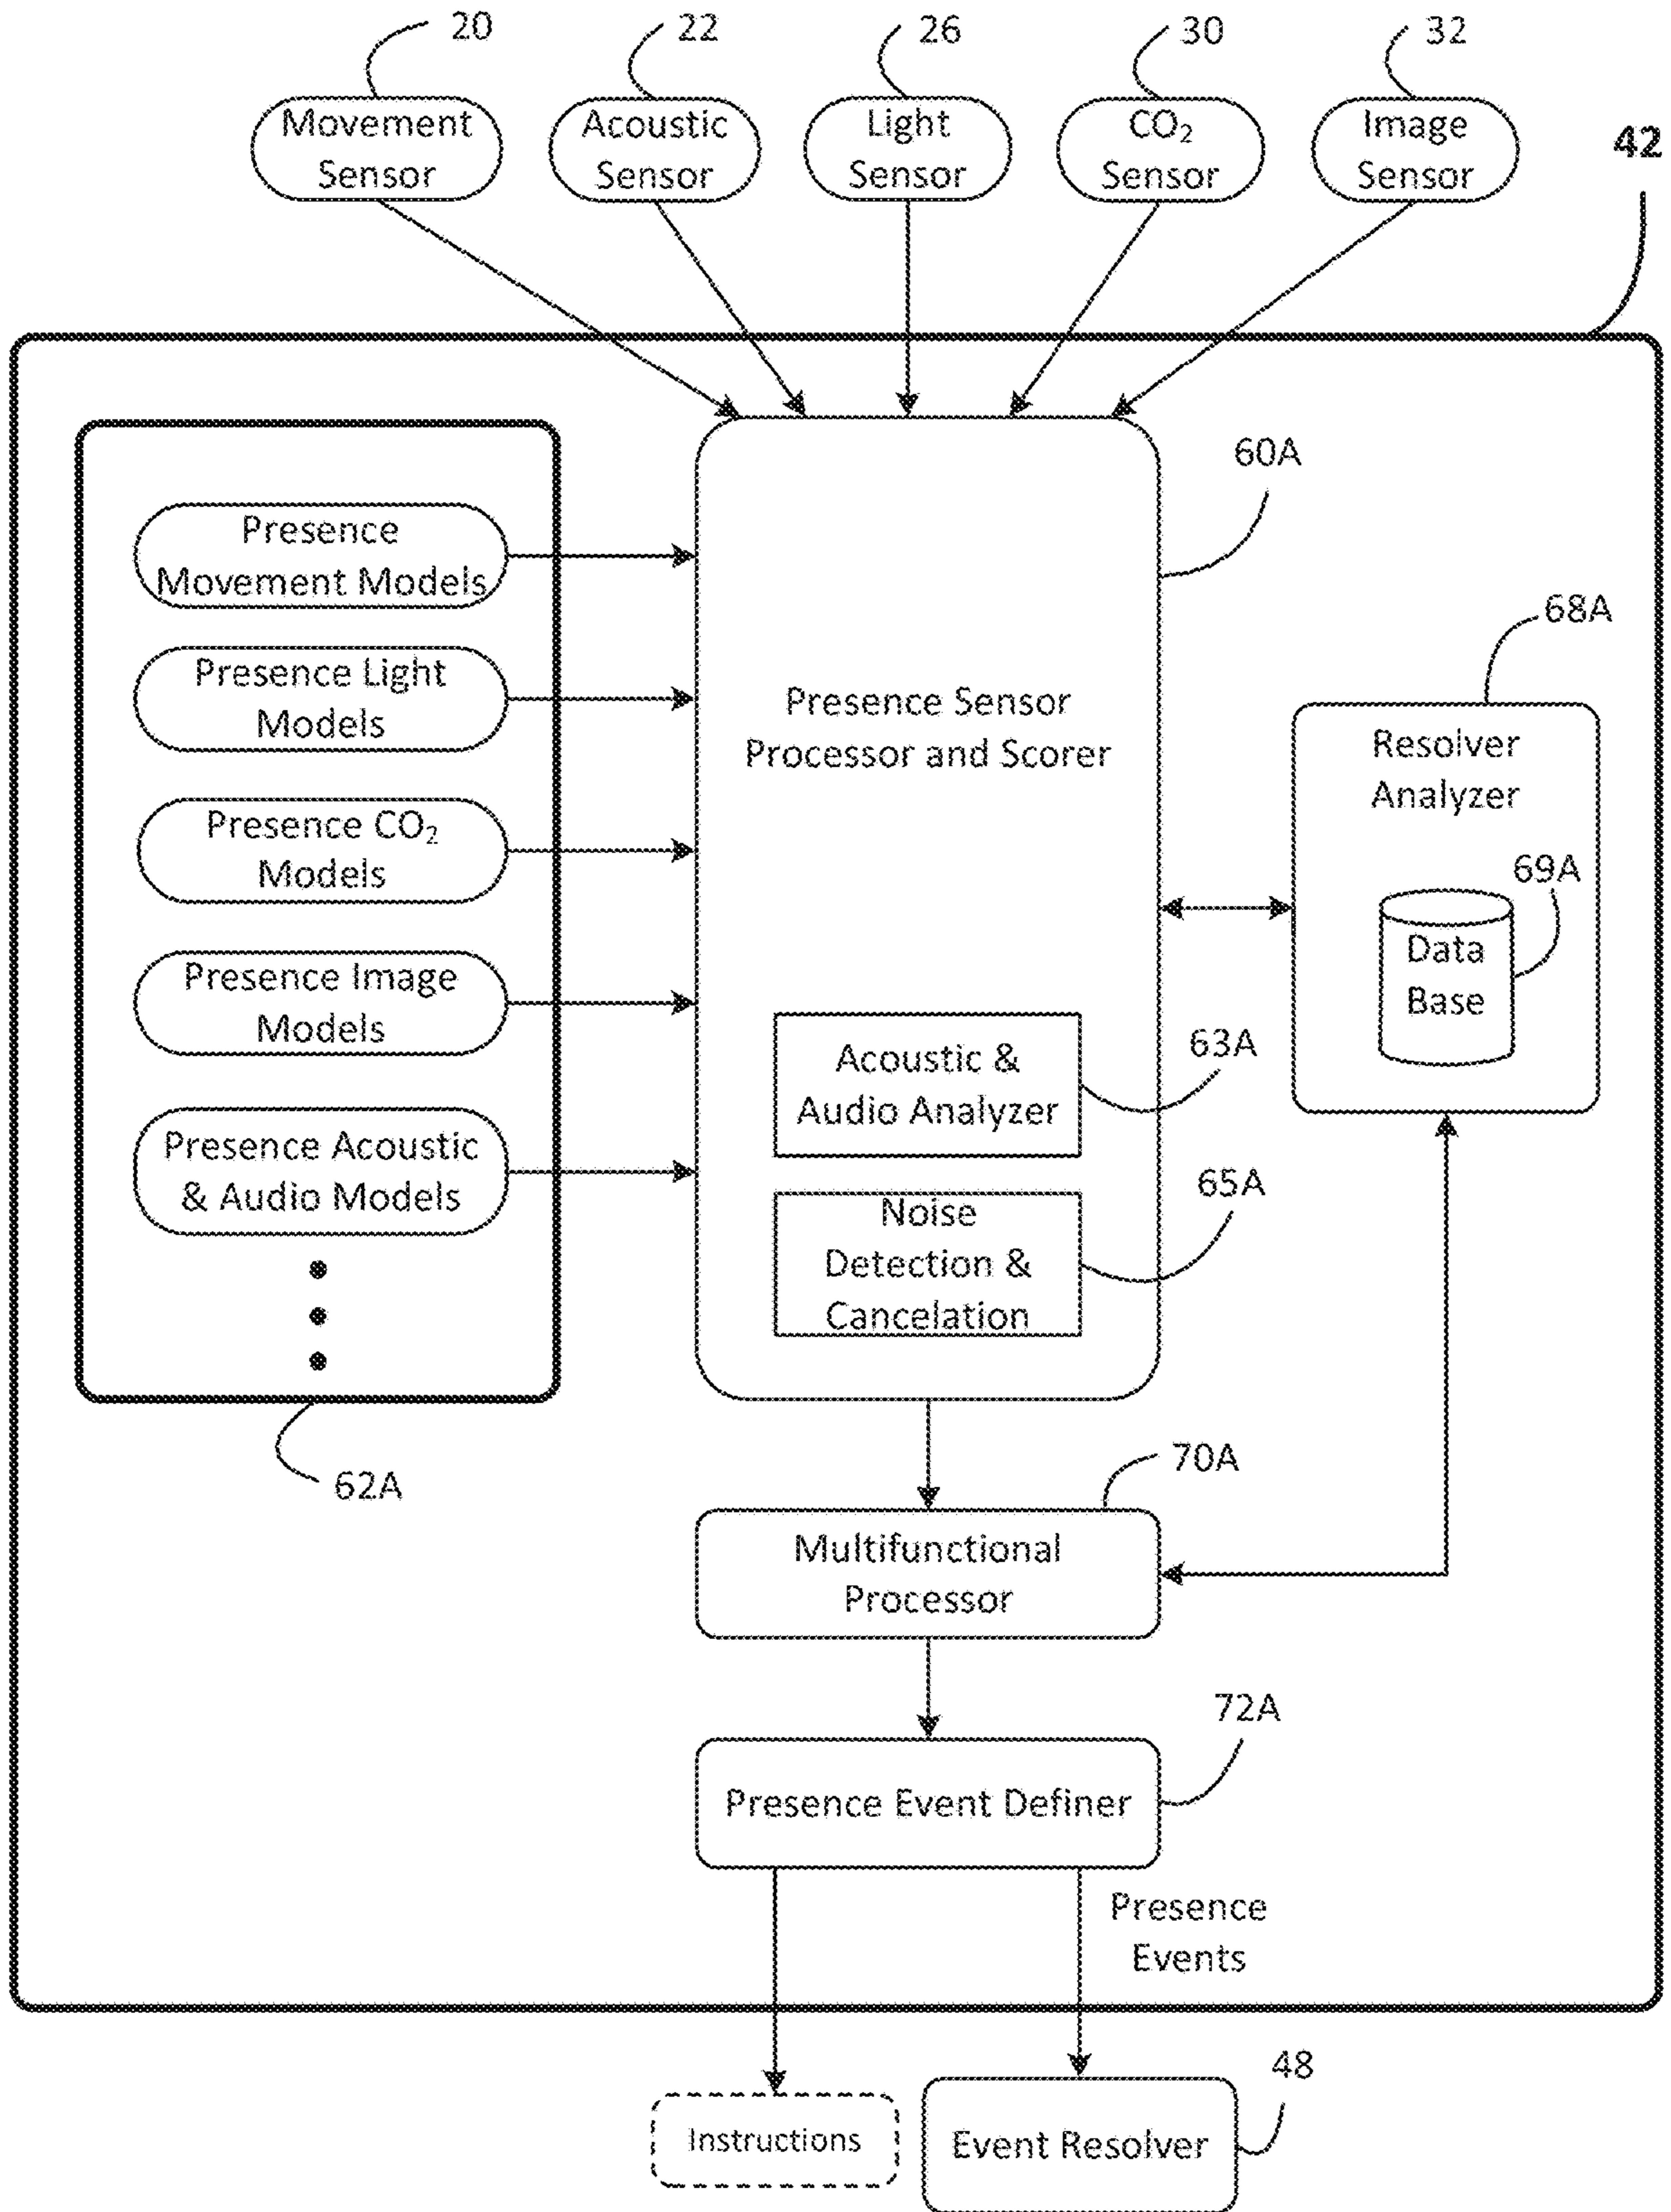 20
22
26
30
32
Movement
Sensor
Acoustic
Sensor
Light
Sensor
CO₂
Sensor
Image
Sensor
42
60A
Presence
Movement Models
68A
Presence Light
Models
Presence Sensor
Processor and Scorer
Resolver
Analyzer
Presence CO₂
Models
69A
Data
Base
Presence Image
Models
63A
Acoustic &
Audio Analyzer
Presence Acoustic
& Audio Models
65A
Noise
Detection &
Cancelation
62A
70A
Multifunctional
Processor
72A
Presence Event Definer
Presence
Events
48
Instructions
Event Resolver